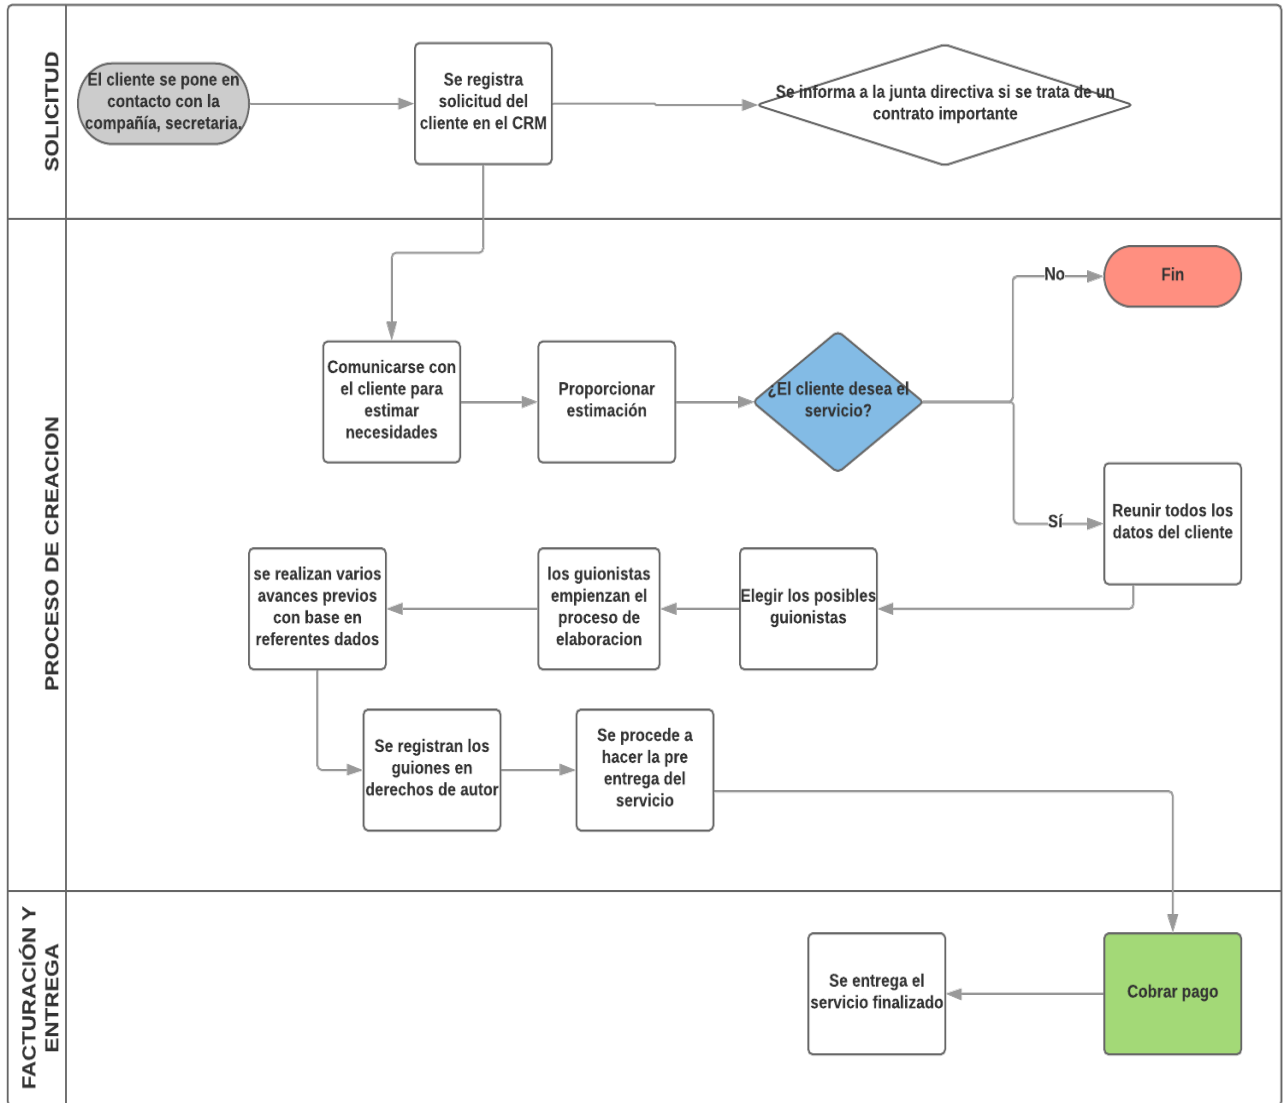 SOLICITUD
El cliente se pone en
contacto con la
compañía, secretaria.
Se registra
solicitud del
cliente en el CRM
Se informa a la junta directiva si se trata de un
contrato importante
PROCESO DE CREACION
Comunicarse con
el cliente para
estimar
necesidades
Proporcionar
estimación
¿El cliente desea el
servicio?
No
Fin
Sí
Reunir todos los
datos del cliente
Elegir los posibles
guionistas
los guionistas
empienzan el
proceso de
elaboracion
se realizan varios
avances previos
con base en
referentes dados
Se registran los
guiones en
derechos de autor
Se procede a
hacer la pre
entrega del
servicio
FACTURACIÓN Y
ENTREGA
Cobrar pago
Se entrega el
servicio finalizado